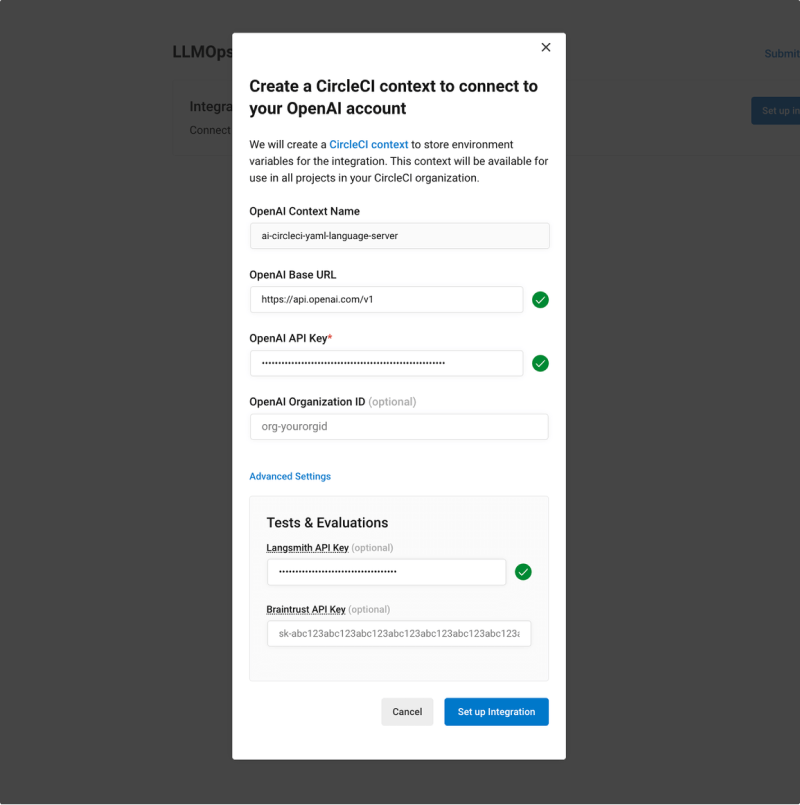 LLMOps
Submit
Integra
Connect
Set up in
Create a CircleCI context to connect to
your OpenAI account
We will create a CircleCI context to store environment
variables for the integration. This context will be available for
use in all projects in your CircleCI organization.
OpenAI Context Name
ai-circleci-yaml-language-server
OpenAI Base URL
https://api.openai.com/v1
OpenAI API Key*
OpenAI Organization ID (optional)
org-yourorgid
Advanced Settings
Tests & Evaluations
Langsmith API Key (optional)
Braintrust API Key (optional)
sk-abc123abc123abc123abc123abc123abc123abc123a
Cancel
Set up Integration